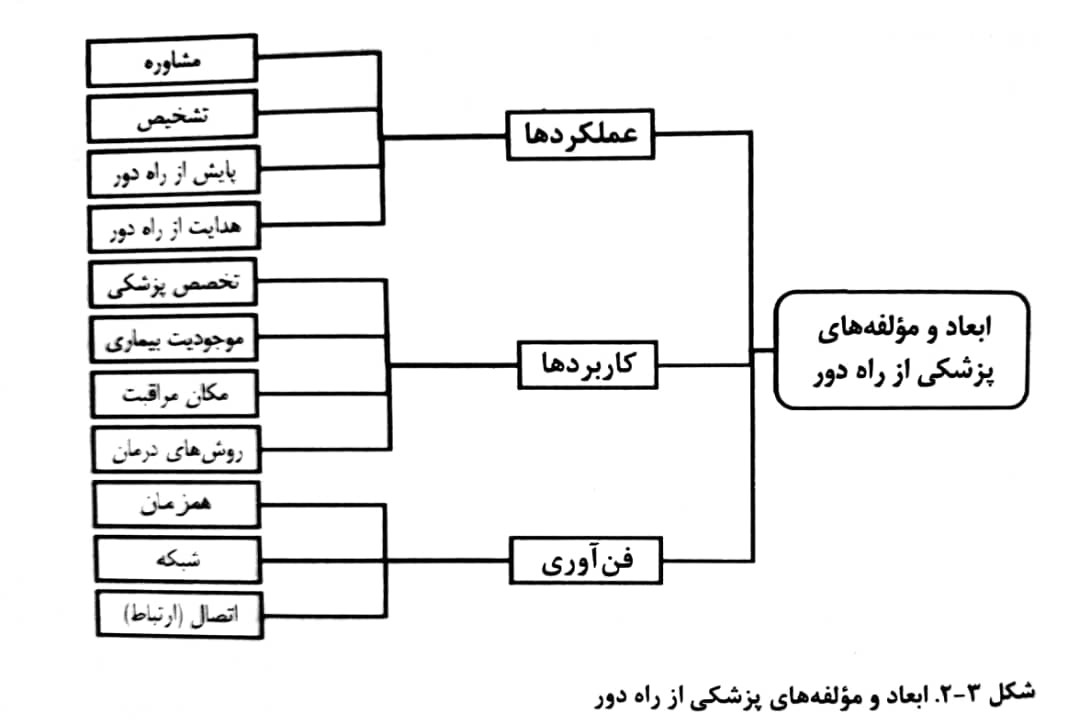 ابعاد و مؤلفه‌های
پزشکی از راه دور
عملکردها
مشاوره
تشخیص
پایش از راه دور
هدایت از راه دور
کاربردها
تخصص پزشکی
موجودیت بیماری
مکان مراقبت
روش‌های درمان
فن‌آوری
همزمان
شبکه
اتصال (ارتباط)
شکل ۳-۲. ابعاد و مؤلفه‌های پزشکی از راه دور